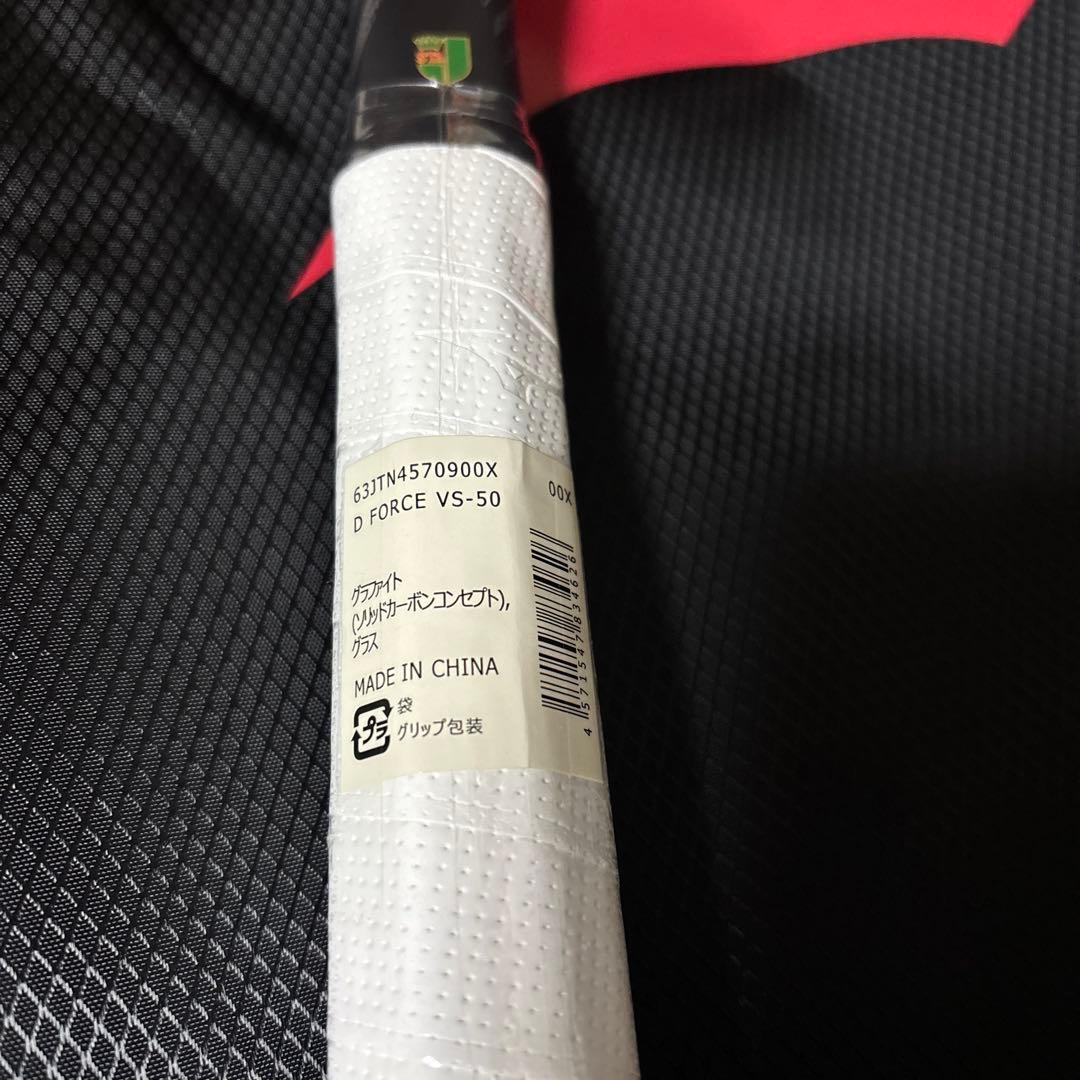 63JTN4570900X
00X
D FORCE VS-50
グラファイト
(ソリッドカーボンコンセプト),
グラス
MADE IN CHINA
プラ
袋
グリップ包装
4571547834626